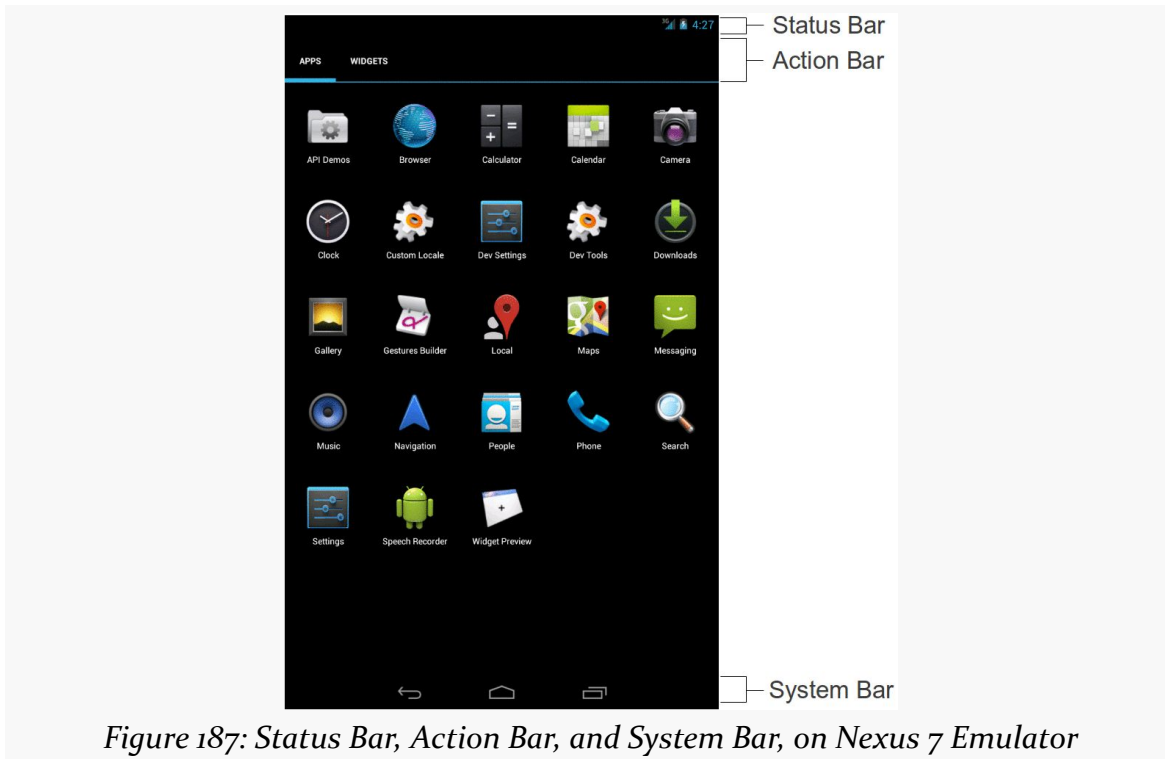 3G 4:27
Status Bar
Action Bar
APPS WIDGETS
API Demos Browser Calculator Calendar Camera
Clock Custom Locale Dev Settings Dev Tools Downloads
Gallery Gestures Builder Local Maps Messaging
Music Navigation People Phone Search
Settings Speech Recorder Widget Preview
System Bar
Figure 187: Status Bar, Action Bar, and System Bar, on Nexus 7 Emulator